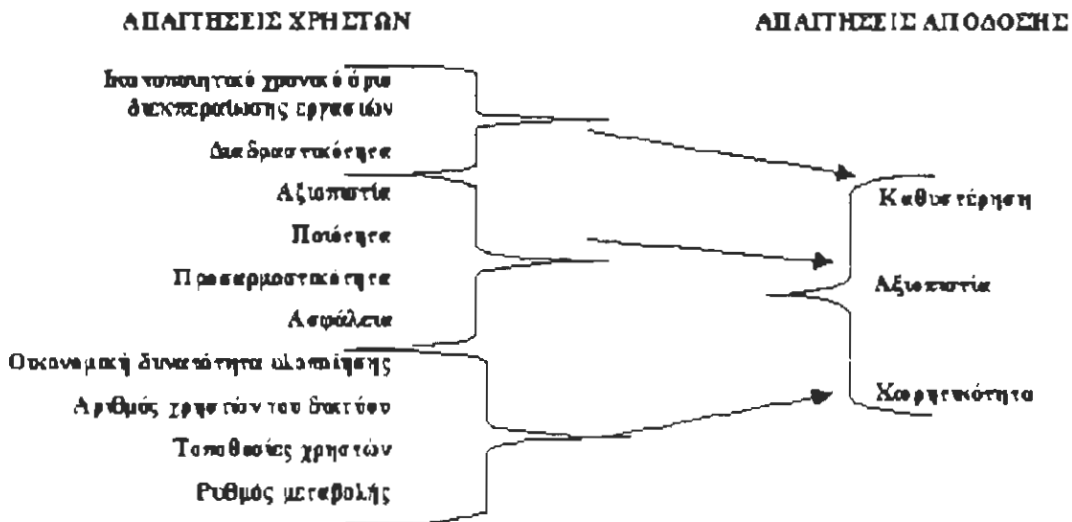 ΑΠΑΙΤΗΣΕΙΣ ΧΡΗΣΤΩΝ
ΑΠΑΙΤΗΣΕΙΣ ΑΠΟΔΟΣΗΣ
Ικανοποιητικό χρονικό όριο
διεκπεραίωσης εργασιών
Διαδραστικότητα
Αξιοπιστία
Ποιότητα
Προσαρμοστικότητα
Ασφάλεια
Οικονομική δυνατότητα υλοποίησης
Αριθμός χρηστών του δικτύου
Τοποθεσίες χρηστών
Ρυθμός μεταβολής
Καθυστέρηση
Αξιοπιστία
Χωρητικότητα